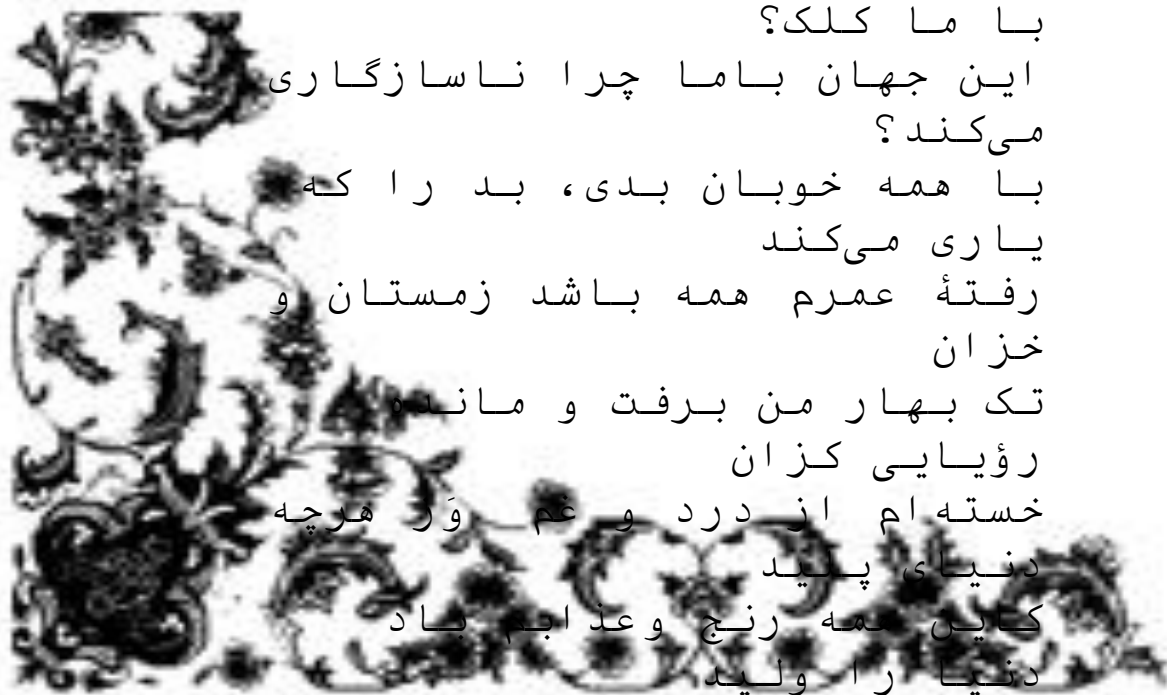 با ما کلک؟
این جهان باما چرا ناسازگاری
می‌کند؟
با همه خوبان بدی، بد را که
یاری می‌کند
رفتۀ عمرم همه باشد زمستان و
خزان
تک بهار من برفت و مانده
رؤیایی کزان
خسته‌ام از درد و غم وَز هرچه
دنیای پلید
کاین همه رنج وعذابم باد
دنیا را ولید